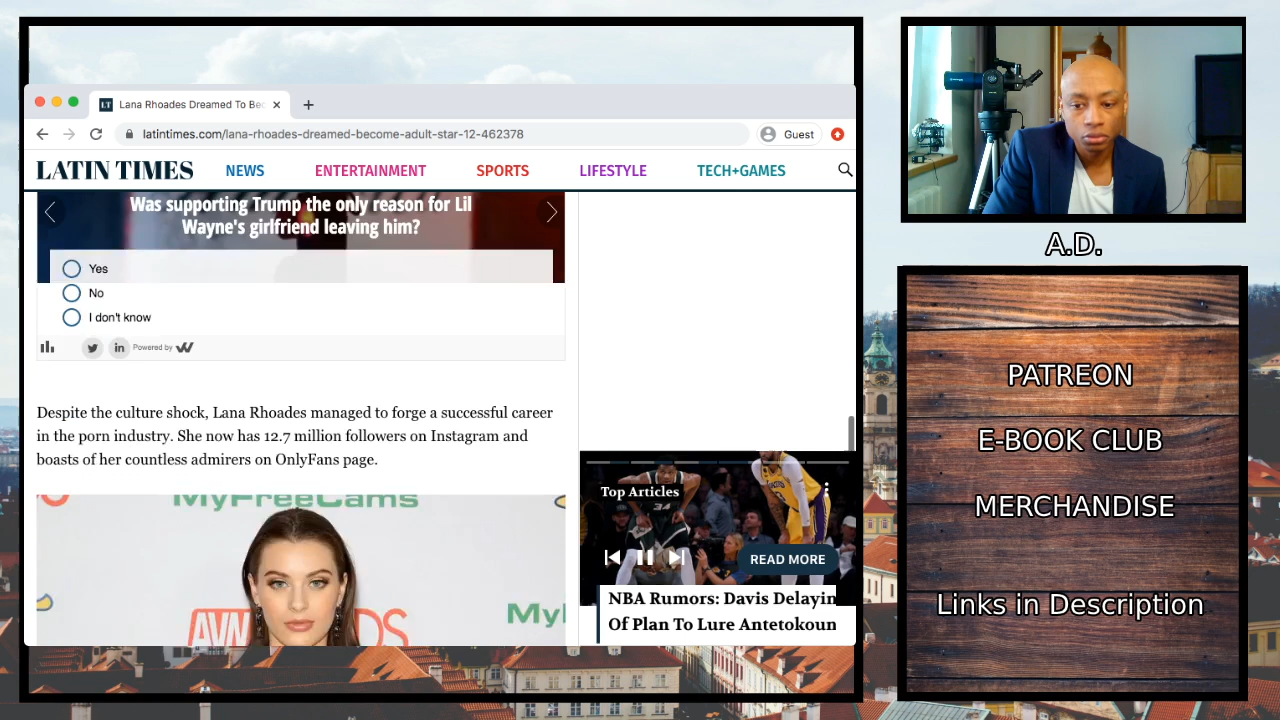 Lana Rhoades Dreamed To Bec
latintimes.com/lana-rhoades-dreamed-become-adult-star-12-462378
Guest
LATIN TIMES
NEWS
ENTERTAINMENT
SPORTS
LIFESTYLE
TECH+GAMES
Was supporting Trump the only reason for Lil
Wayne's girlfriend leaving him?
Yes
No
I don't know
Powered by
Despite the culture shock, Lana Rhoades managed to forge a successful career
in the porn industry. She now has 12.7 million followers on Instagram and
boasts of her countless admirers on OnlyFans page.
MyFreeCams
Top Articles
34
READ MORE
NBA Rumors: Davis Delayin
Of Plan To Lure Antetokoun
A.D.
PATREON
E-BOOK CLUB
MERCHANDISE
Links in Description